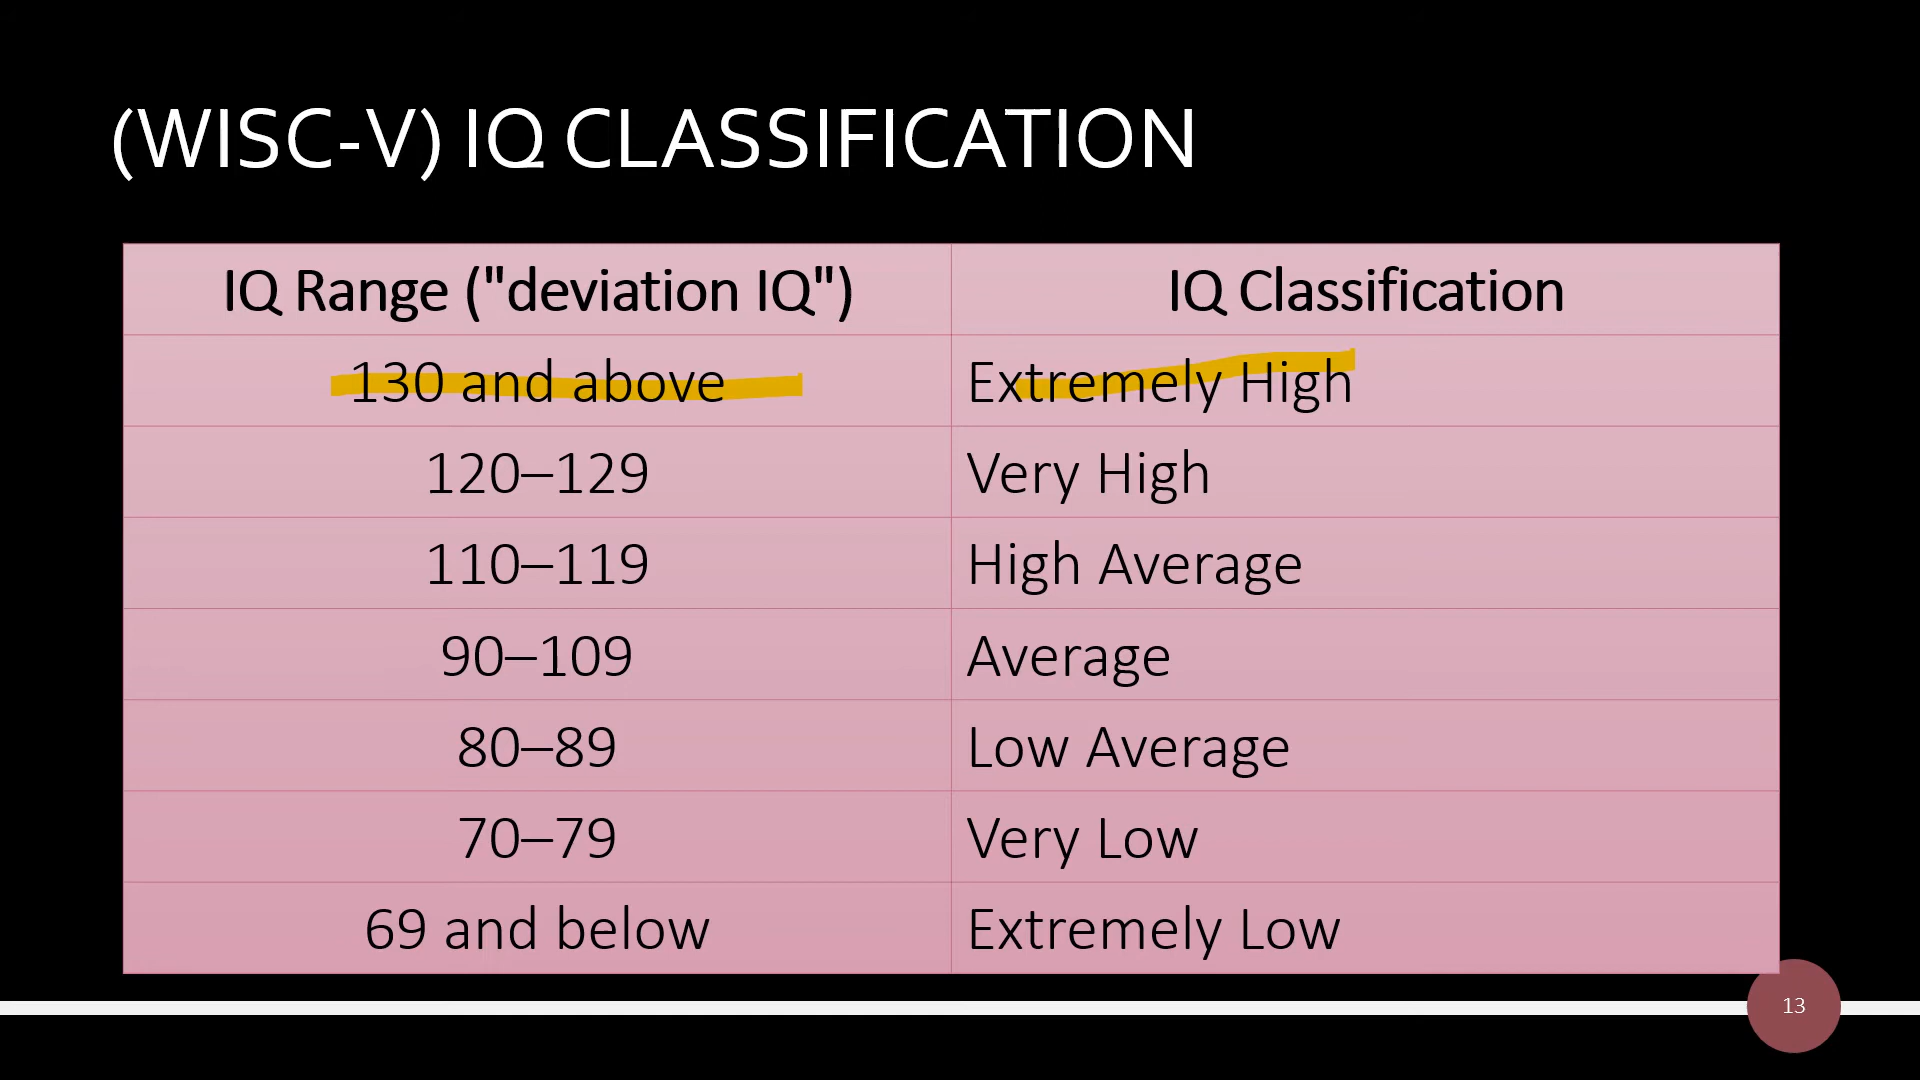 (WISC-V) IQ CLASSIFICATION
IQ Range ("deviation IQ") IQ Classification
130 and above Extremely High
120–129 Very High
110–119 High Average
90–109 Average
80–89 Low Average
70–79 Very Low
69 and below Extremely Low
13